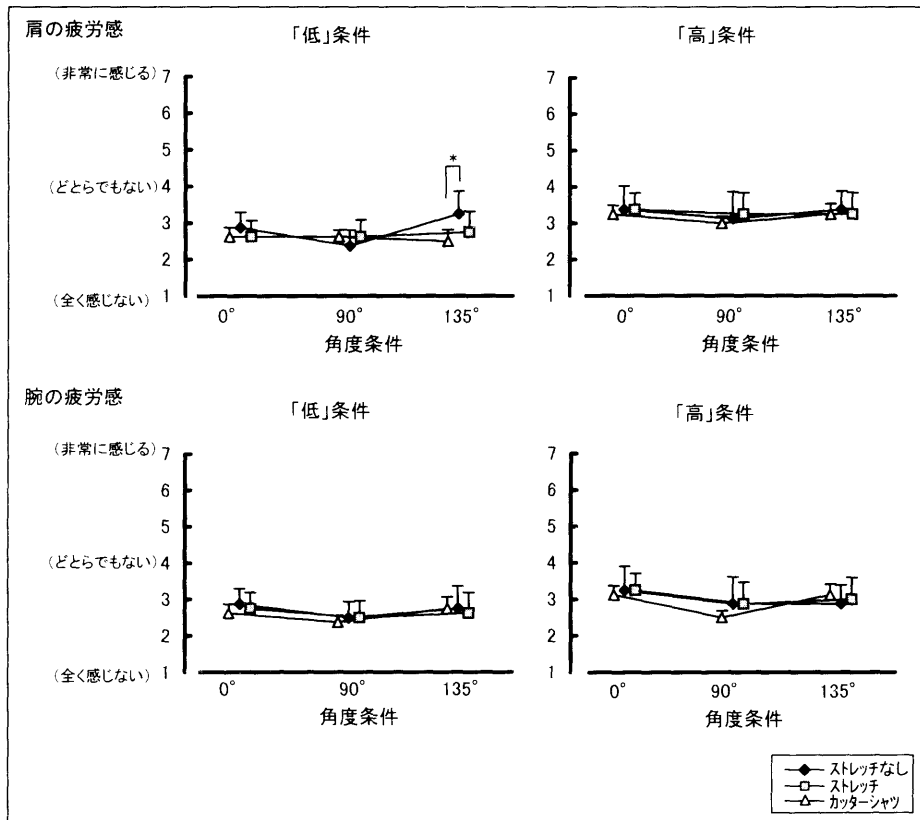 肩の疲労感
「低」条件
「高」条件
(非常に感じる) 7
6
5
(どとらでもない) 4
3
2
(全く感じない) 1
*
0° 90° 135°
角度条件
7
6
5
4
3
2
1
0° 90° 135°
角度条件
腕の疲労感
「低」条件
「高」条件
(非常に感じる) 7
6
5
(どとらでもない) 4
3
2
(全く感じない) 1
0° 90° 135°
角度条件
7
6
5
4
3
2
1
0° 90° 135°
角度条件
ストレッチなし
ストレッチ
カッターシャツ